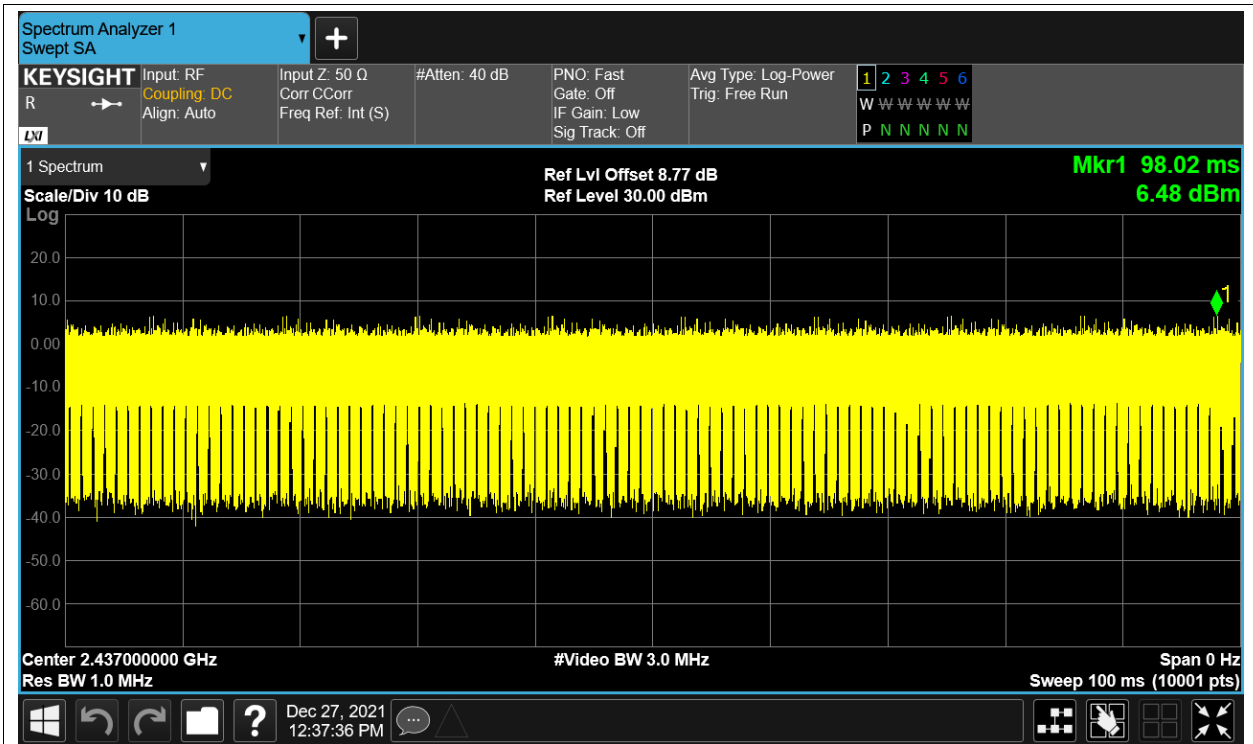 Spectrum Analyzer 1
Swept SA
KEYSIGHT
R
LXI
Input: RF
Coupling: DC
Align: Auto
Input Z: 50 Ω
Corr CCorr
Freq Ref: Int (S)
#Atten: 40 dB
PNO: Fast
Gate: Off
IF Gain: Low
Sig Track: Off
Avg Type: Log-Power
Trig: Free Run
1 2 3 4 5 6
W W W W W W
P N N N N N
1 Spectrum
Scale/Div 10 dB
Ref Lvl Offset 8.77 dB
Ref Level 30.00 dBm
Mkr1 98.02 ms
6.48 dBm
Log
20.0
10.0
0.00
-10.0
-20.0
-30.0
-40.0
-50.0
-60.0
1
Center 2.437000000 GHz
Res BW 1.0 MHz
#Video BW 3.0 MHz
Span 0 Hz
Sweep 100 ms (10001 pts)
?
Dec 27, 2021
12:37:36 PM